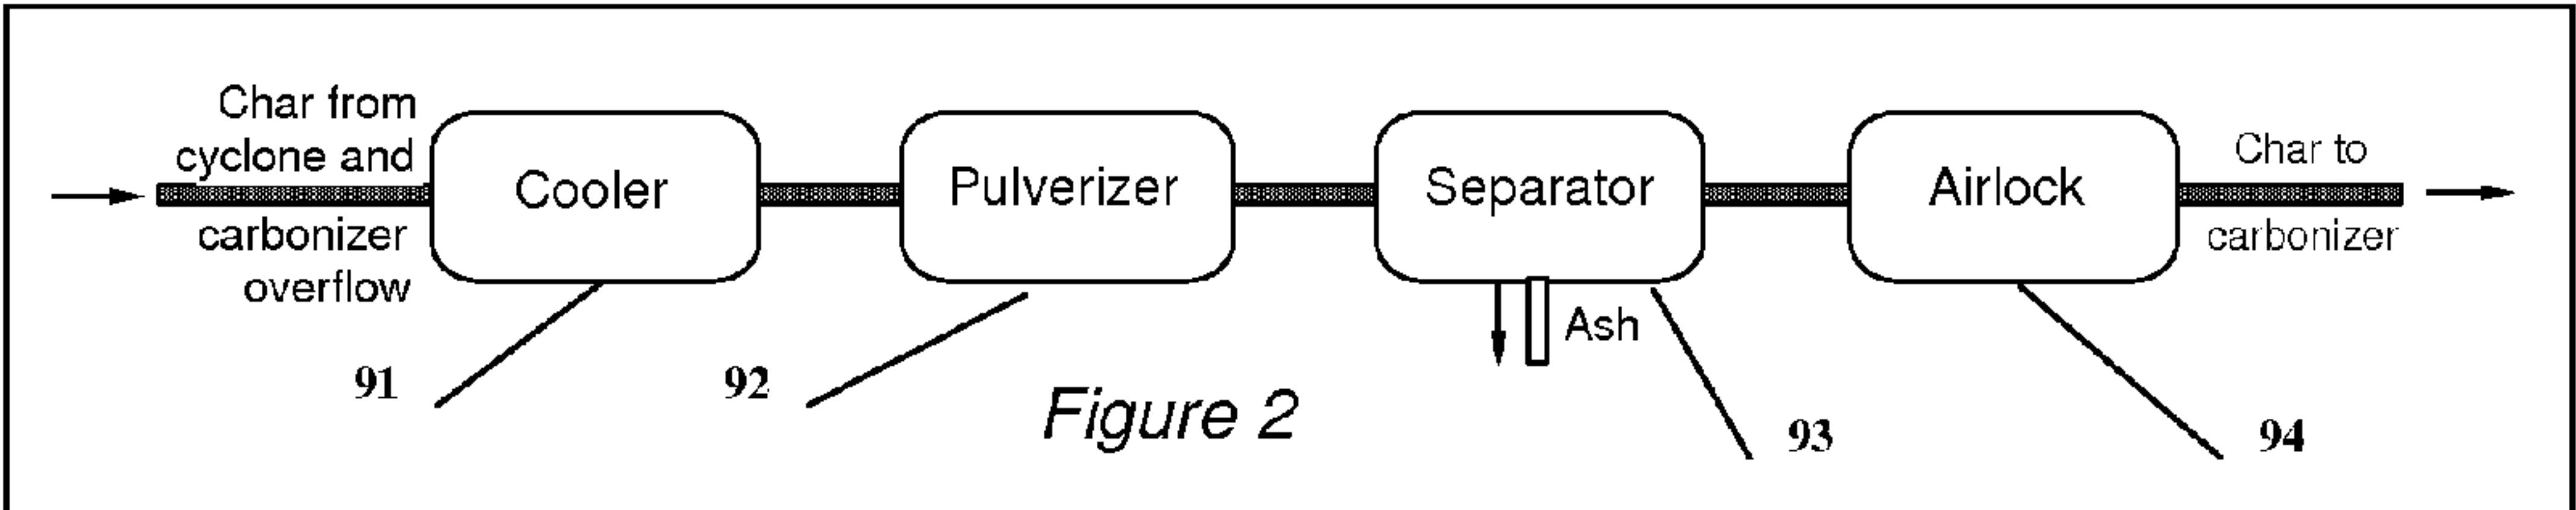 Char from
cyclone and
carbonizer
overflow
Cooler
Pulverizer
Separator
Airlock
Char to
carbonizer
Ash
91
92
Figure 2
93
94